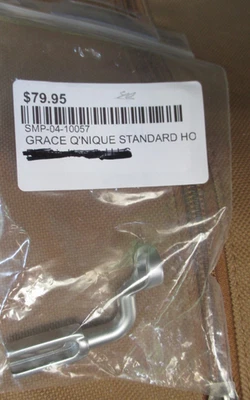 $79.95
SMP-04-10057
GRACE Q'NIQUE STANDARD HO